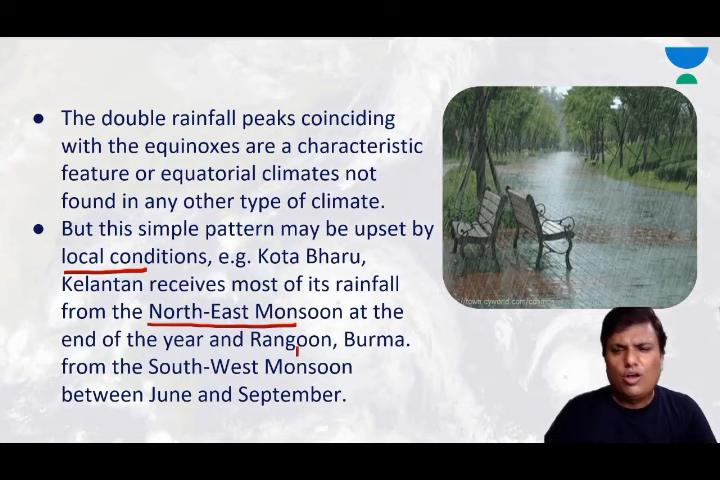 ● The double rainfall peaks coinciding
with the equinoxes are a characteristic
feature or equatorial climates not
found in any other type of climate.
● But this simple pattern may be upset by
local conditions, e.g. Kota Bharu,
Kelantan receives most of its rainfall
from the North-East Monsoon at the
end of the year and Rangoon, Burma.
from the South-West Monsoon
between June and September.